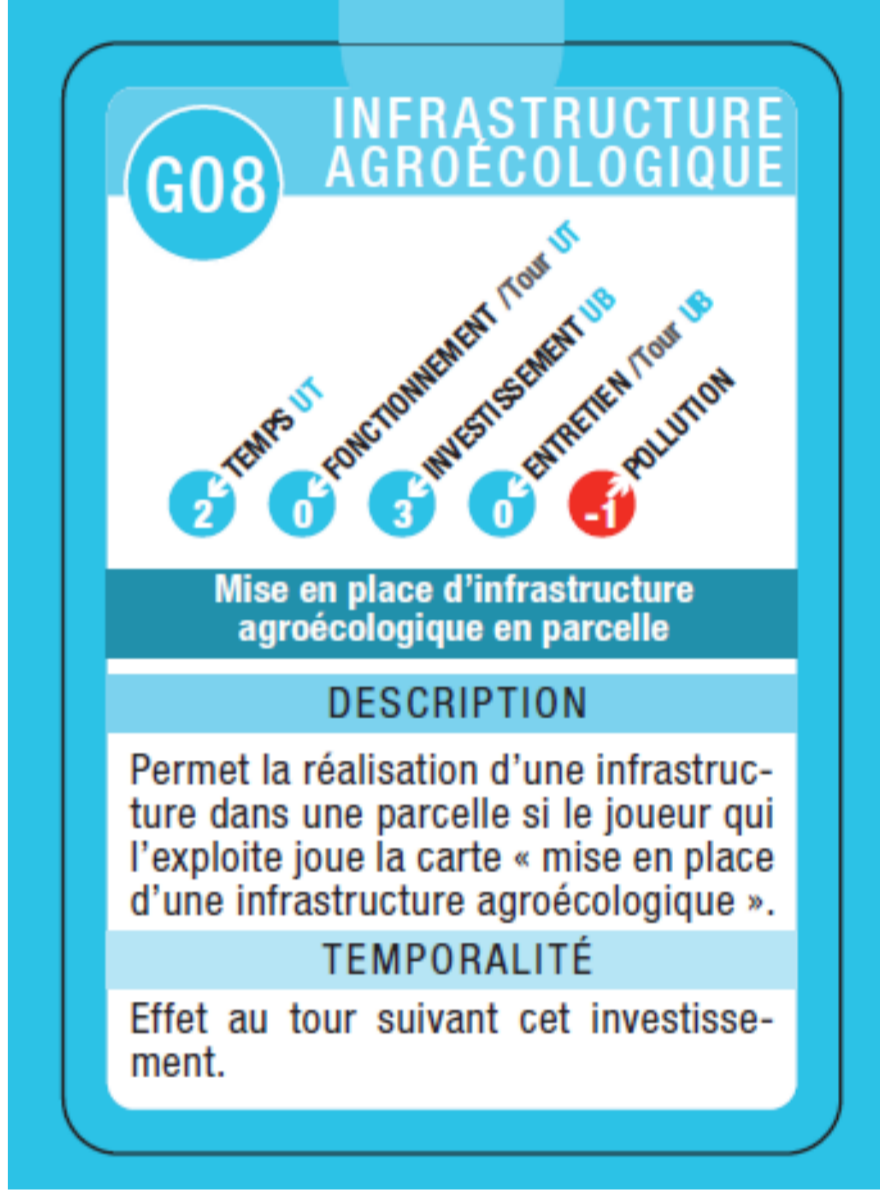 G08
INFRASTRUCTURE
AGROÉCOLOGIQUE
TEMPS UT
FONCTIONNEMENT /Tour UT
INVESTISSEMENT UB
ENTRETIEN /Tour UB
POLLUTION
2 0 3 0 -1
Mise en place d’infrastructure
agroécologique en parcelle
DESCRIPTION
Permet la réalisation d’une infrastruc-
ture dans une parcelle si le joueur qui
l’exploite joue la carte « mise en place
d’une infrastructure agroécologique ».
TEMPORALITÉ
Effet au tour suivant cet investisse-
ment.